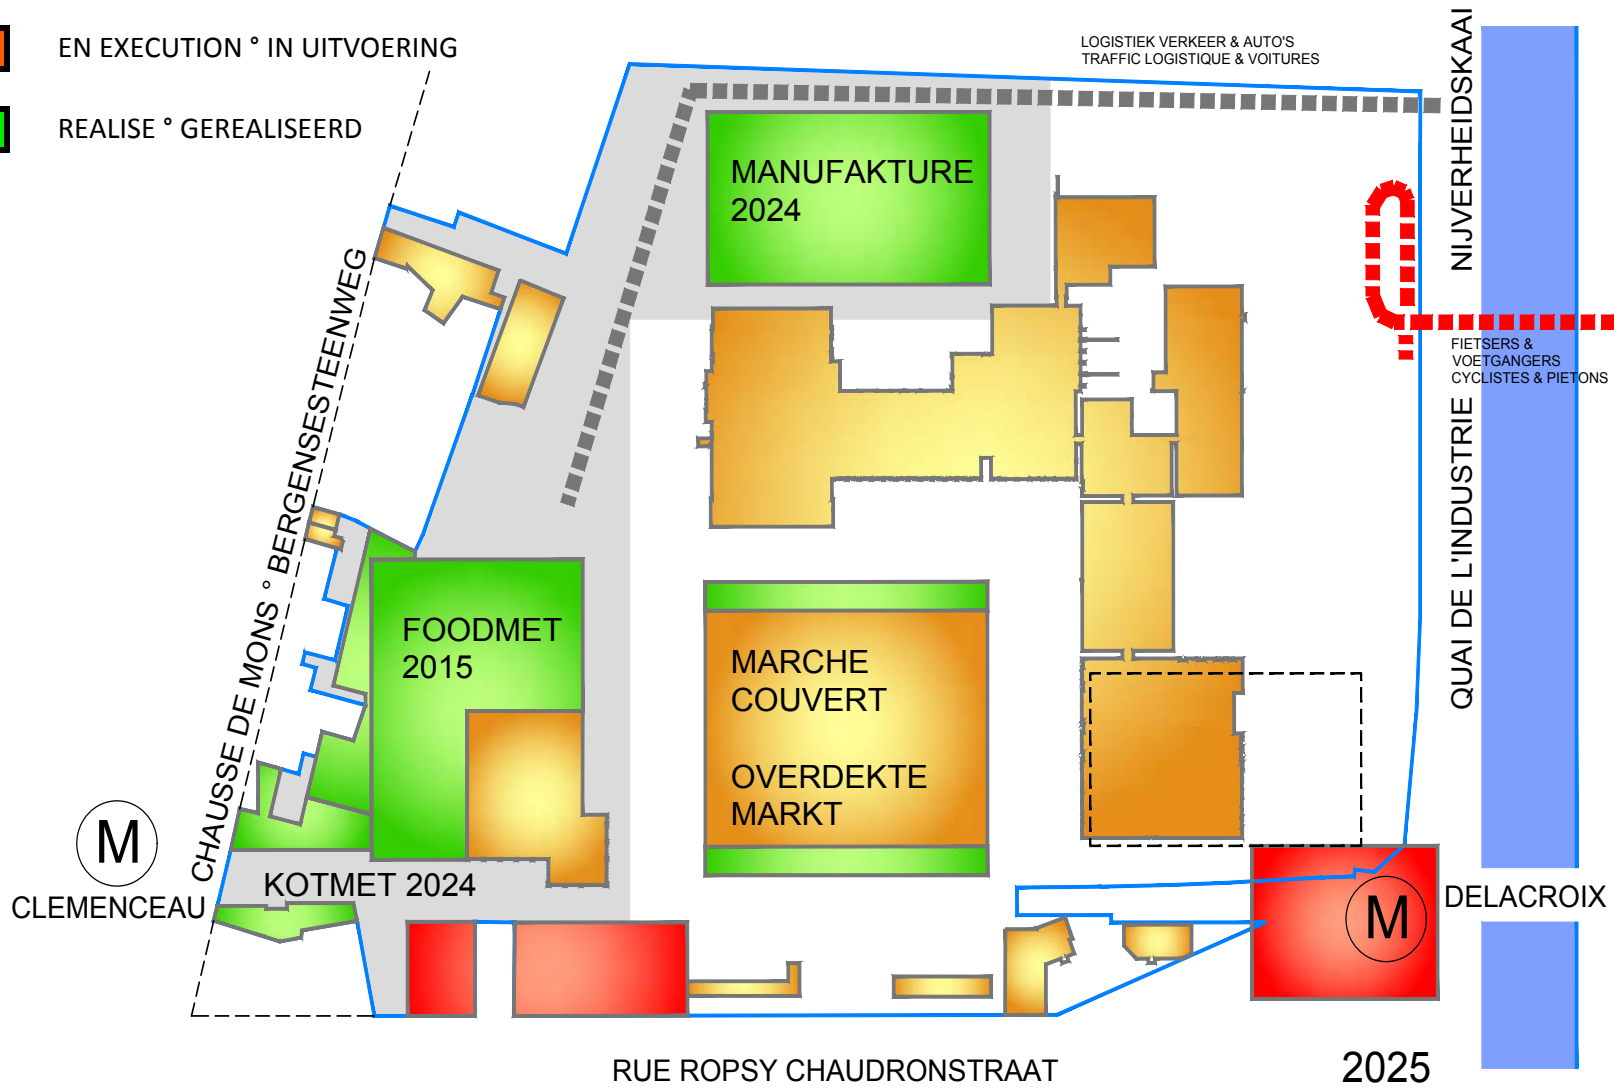 EN EXECUTION ° IN UITVOERING
REALISE ° GEREALISEERD
LOGISTIEK VERKEER & AUTO'S
TRAFFIC LOGISTIQUE & VOITURES
NIJVERHEIDSKAAI
MANUFAKTURE
2024
CHAUSSE DE MONS ° BERGENSESTEENWEG
FIETSERS &
VOETGANGERS
CYCLISTES & PIETONS
QUAI DE L'INDUSTRIE
FOODMET
2015
MARCHE
COUVERT
OVERDEKTE
MARKT
M
CLEMENCEAU
KOTMET 2024
M
DELACROIX
RUE ROPSY CHAUDRONSTRAAT
2025